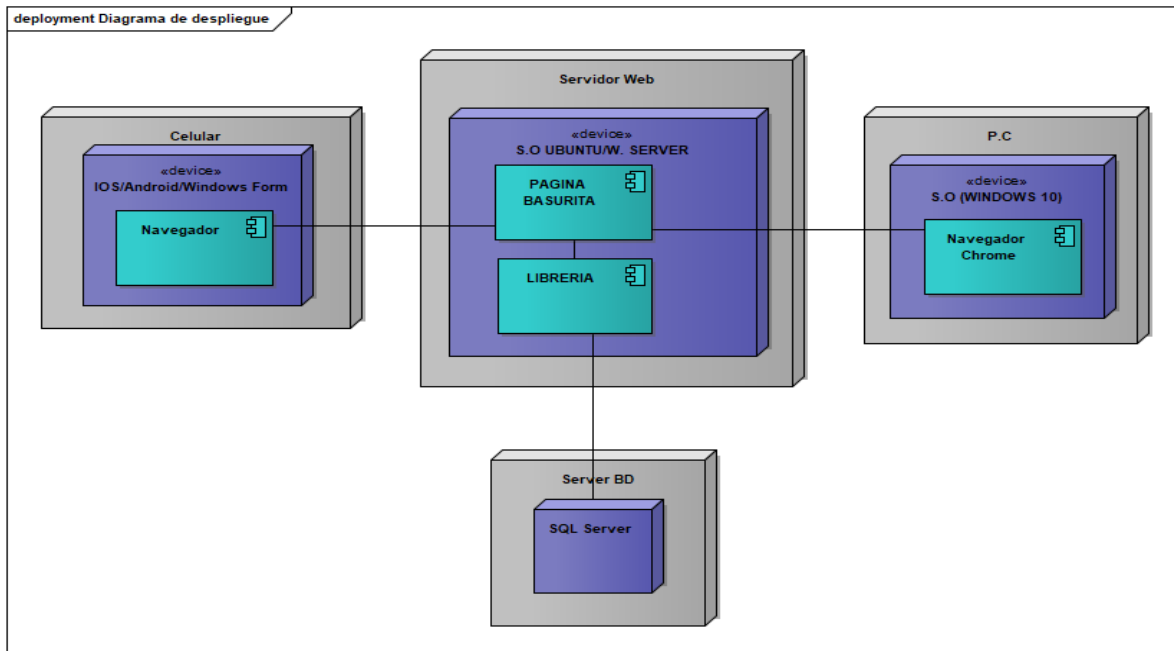 deployment Diagrama de despliegue
Servidor Web
«device»
S.O UBUNTU/W. SERVER
PAGINA
BASURITA
LIBRERIA
Celular
«device»
IOS/Android/Windows Form
Navegador
P.C
«device»
S.O (WINDOWS 10)
Navegador
Chrome
Server BD
SQL Server